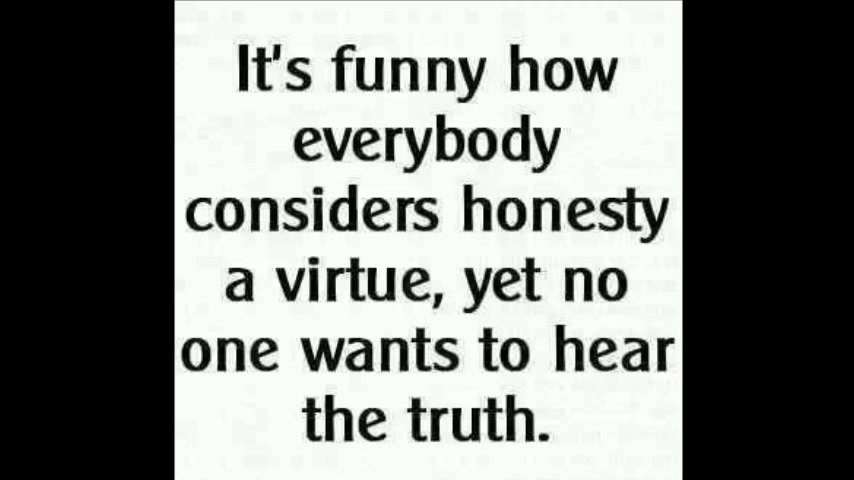 It's funny how
everybody
considers honesty
a virtue, yet no
one wants to hear
the truth.